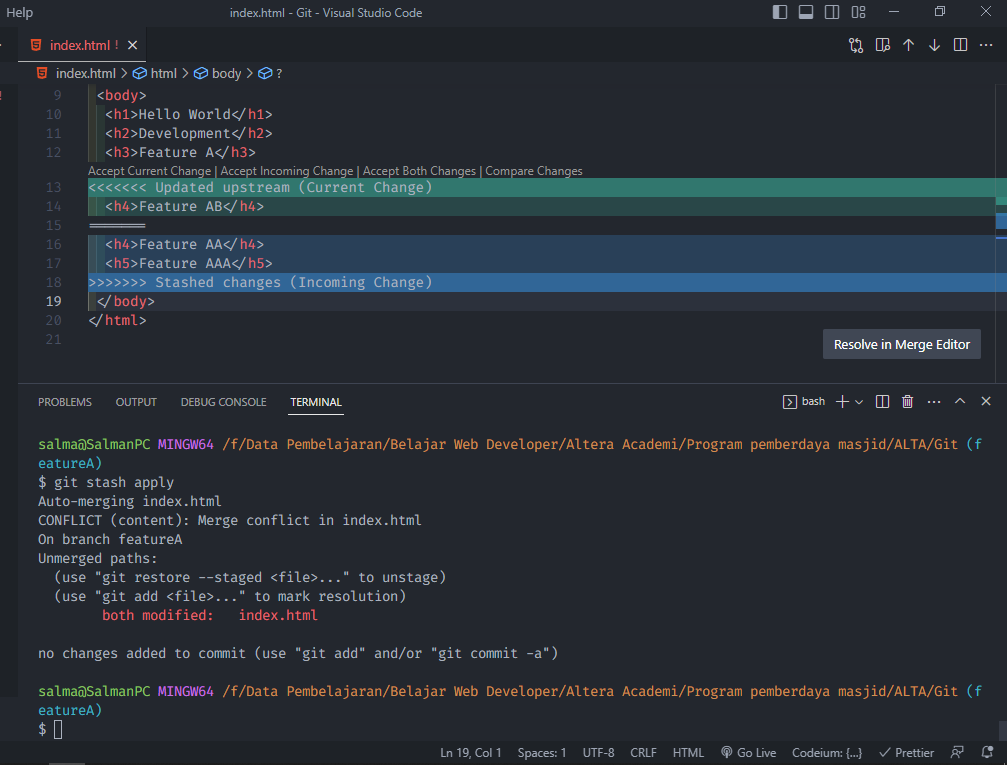 Help
index.html - Git - Visual Studio Code
index.html !
index.html > html > body > ?
9 <body>
10 <h1>Hello World</h1>
11 <h2>Development</h2>
12 <h3>Feature A</h3>
Accept Current Change | Accept Incoming Change | Accept Both Changes | Compare Changes
13 <<<<<<< Updated upstream (Current Change)
14 <h4>Feature AB</h4>
15 =======
16 <h4>Feature AA</h4>
17 <h5>Feature AAA</h5>
18 >>>>>>> Stashed changes (Incoming Change)
19 </body>
20 </html>
21
Resolve in Merge Editor
PROBLEMS OUTPUT DEBUG CONSOLE TERMINAL
bash
salma@SalmanPC MINGW64 /f/Data Pembelajaran/Belajar Web Developer/Altera Academi/Program pemberdaya masjid/ALTA/Git (f
eatureA)
$ git stash apply
Auto-merging index.html
CONFLICT (content): Merge conflict in index.html
On branch featureA
Unmerged paths:
(use "git restore --staged <file>..." to unstage)
(use "git add <file>..." to mark resolution)
both modified: index.html
no changes added to commit (use "git add" and/or "git commit -a")
salma@SalmanPC MINGW64 /f/Data Pembelajaran/Belajar Web Developer/Altera Academi/Program pemberdaya masjid/ALTA/Git (f
eatureA)
$
Ln 19, Col 1 Spaces: 1 UTF-8 CRLF HTML Go Live Codeium: {...} Prettier